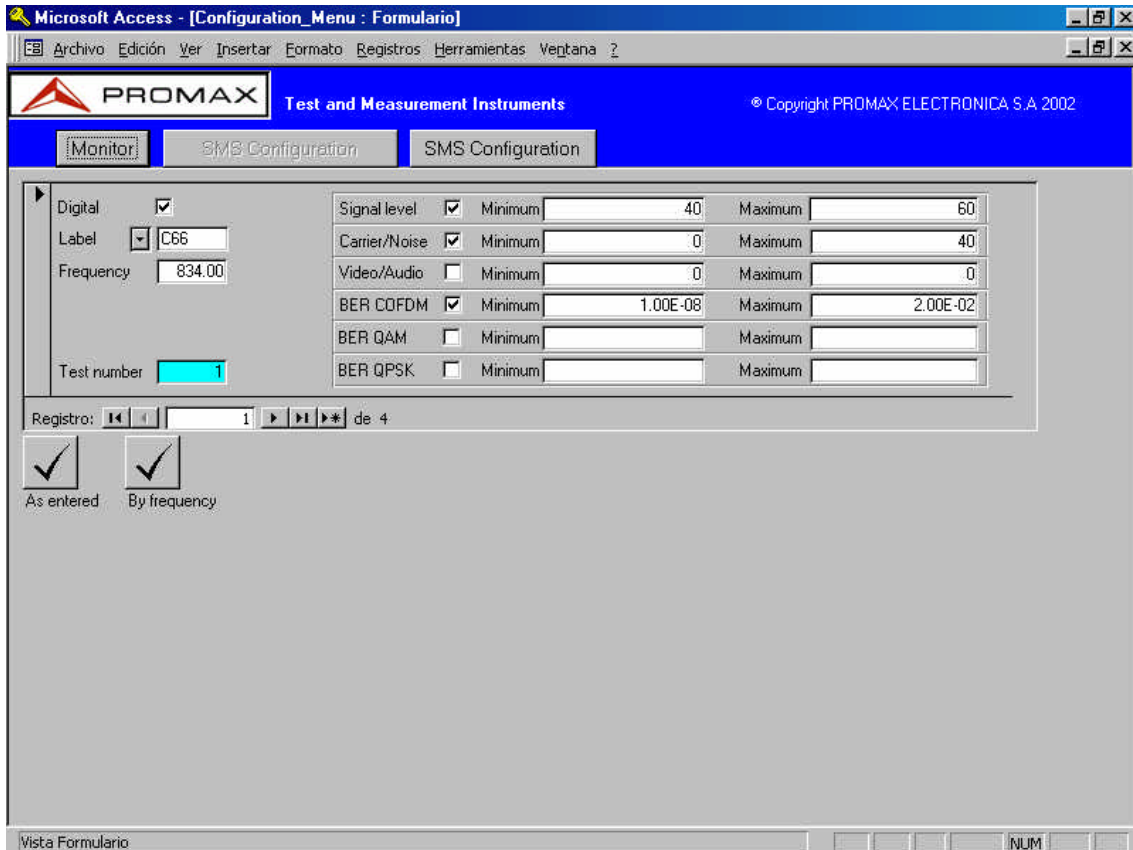 Microsoft Access - [Configuration_Menu : Formulario]
Archivo Edición Ver Insertar Formato Registros Herramientas Ventana ?
PROMAX Test and Measurement Instruments © Copyright PROMAX ELECTRONICA S.A 2002
Monitor SMS Configuration SMS Configuration
Digital Signal level Minimum 40 Maximum 60
Label C66 Carrier/Noise Minimum 0 Maximum 40
Frequency 834.00 Video/Audio Minimum 0 Maximum 0
BER COFDM Minimum 1.00E-08 Maximum 2.00E-02
BER QAM Minimum Maximum
Test number 1 BER QPSK Minimum Maximum
Registro: 1 de 4
As entered By frequency
Vista Formulario NUM